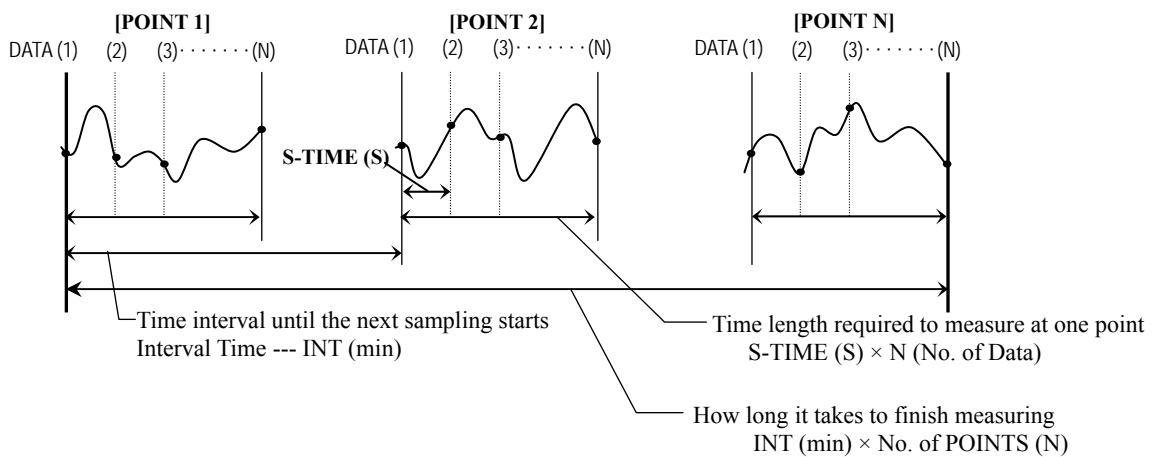 [POINT 1] [POINT 2] [POINT N]
DATA (1) (2) (3)········(N) DATA (1) (2) (3)·······(N) DATA (1) (2) (3)·······(N)
S-TIME (S)
Time interval until the next sampling starts
Interval Time --- INT (min)
Time length required to measure at one point
S-TIME (S) × N (No. of Data)
How long it takes to finish measuring
INT (min) × No. of POINTS (N)